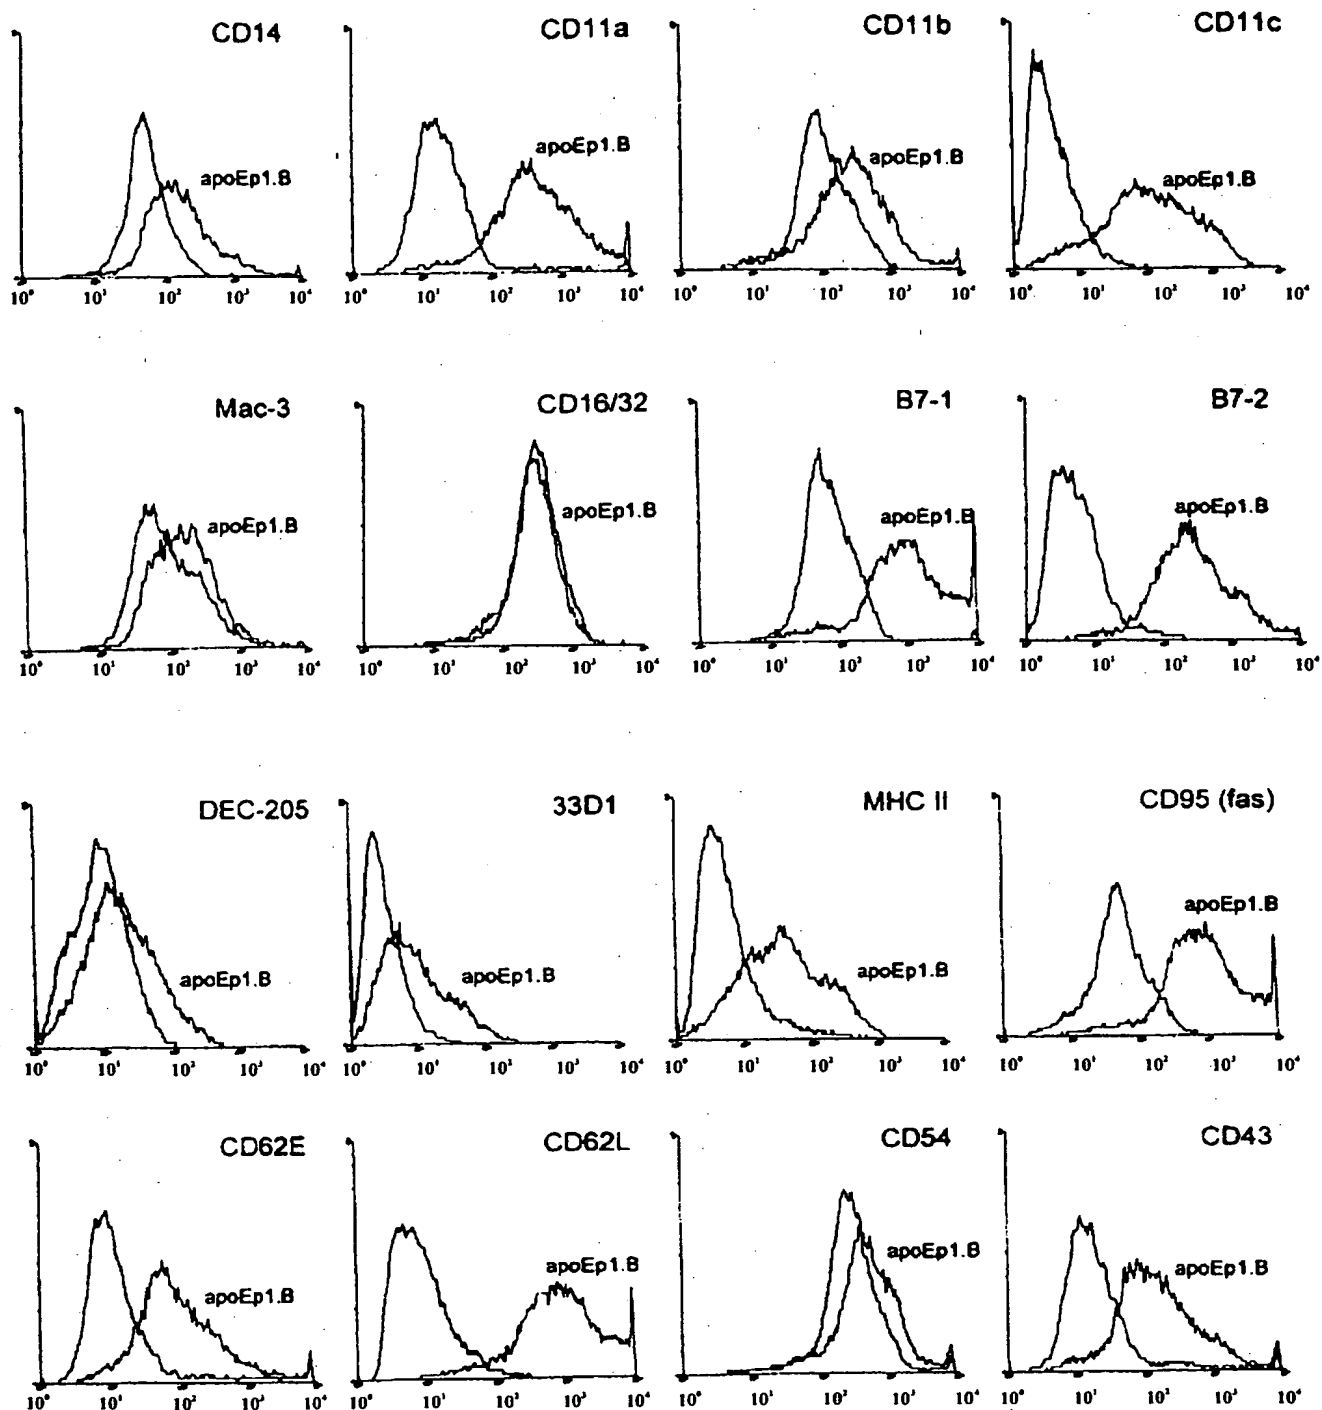 CD14 CD11a CD11b CD11c
apoEp1.B apoEp1.B apoEp1.B apoEp1.B
10⁰ 10¹ 10² 10³ 10⁴ 10⁰ 10¹ 10² 10³ 10⁴ 10⁰ 10¹ 10² 10³ 10⁴ 10⁰ 10¹ 10² 10³ 10⁴
Mac-3 CD16/32 B7-1 B7-2
apoEp1.B apoEp1.B apoEp1.B apoEp1.B
10⁰ 10¹ 10² 10³ 10⁴ 10⁰ 10¹ 10² 10³ 10⁴ 10⁰ 10¹ 10² 10³ 10⁴ 10⁰ 10¹ 10² 10³ 10⁴
DEC-205 33D1 MHC II CD95 (fas)
apoEp1.B apoEp1.B apoEp1.B apoEp1.B
10⁰ 10¹ 10² 10³ 10⁴ 10⁰ 10¹ 10² 10³ 10⁴ 10⁰ 10¹ 10² 10³ 10⁴ 10⁰ 10¹ 10² 10³ 10⁴
CD62E CD62L CD54 CD43
apoEp1.B apoEp1.B apoEp1.B apoEp1.B
10⁰ 10¹ 10² 10³ 10⁴ 10⁰ 10¹ 10² 10³ 10⁴ 10⁰ 10¹ 10² 10³ 10⁴ 10⁰ 10¹ 10² 10³ 10⁴